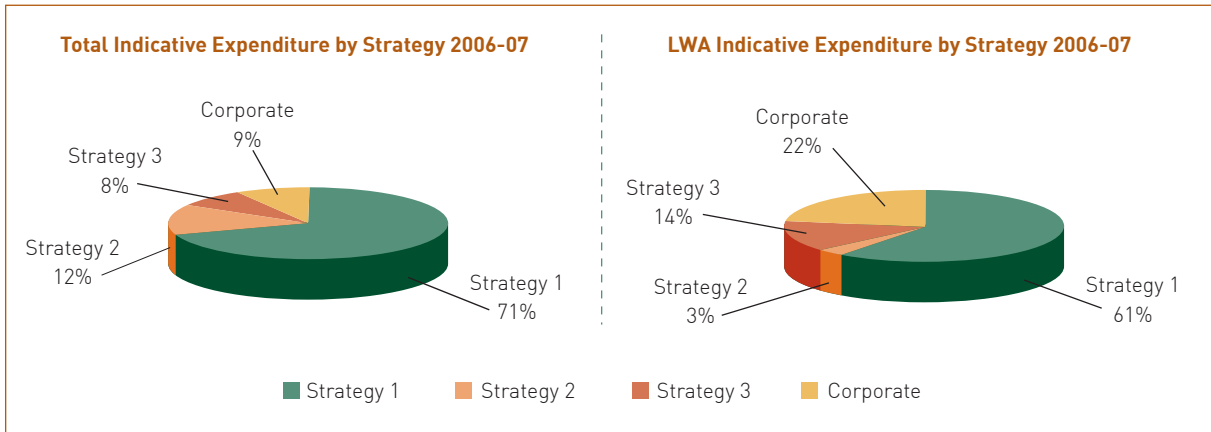 Total Indicative Expenditure by Strategy 2006-07
Corporate
9%
Strategy 3
8%
Strategy 2
12%
Strategy 1
71%
LWA Indicative Expenditure by Strategy 2006-07
Corporate
22%
Strategy 3
14%
Strategy 2
3%
Strategy 1
61%
Strategy 1
Strategy 2
Strategy 3
Corporate